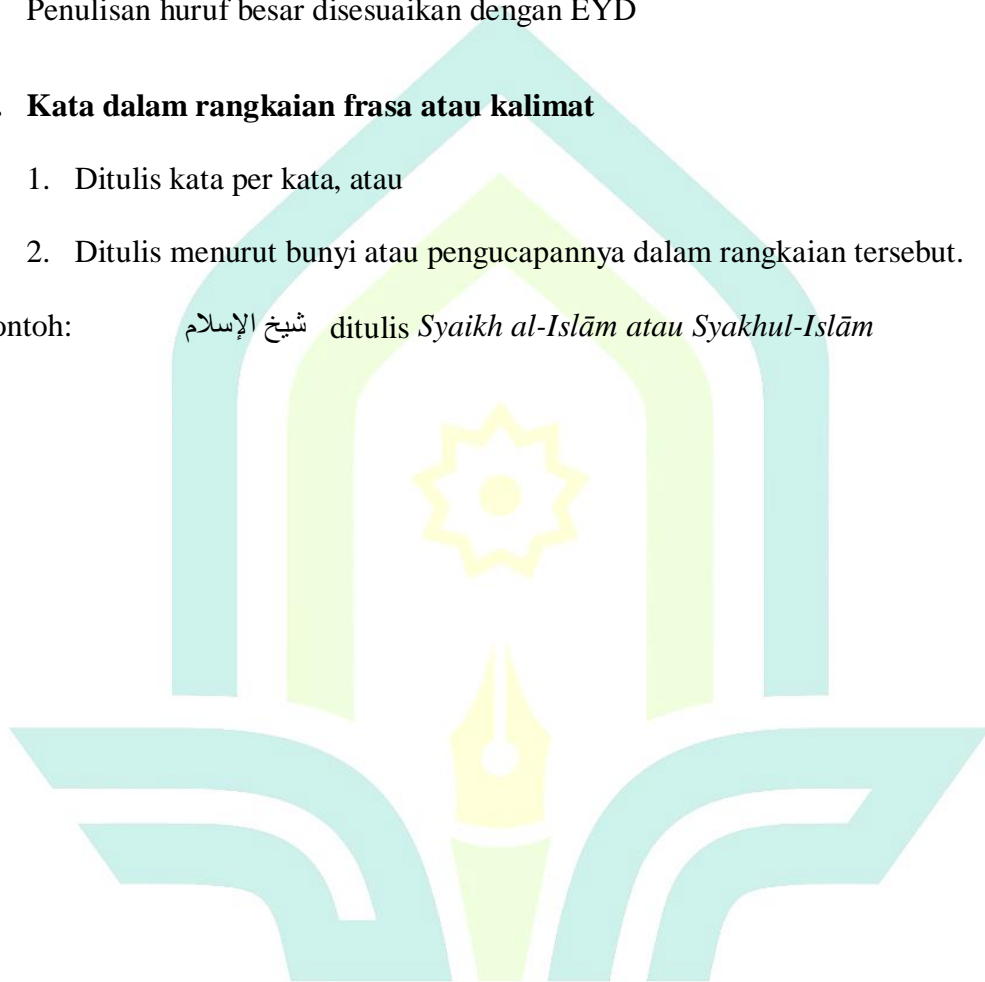 Penulisan huruf besar disesuaikan dengan EYD
. Kata dalam rangkaian frasa atau kalimat
1. Ditulis kata per kata, atau
2. Ditulis menurut bunyi atau pengucapannya dalam rangkaian tersebut.
ontoh: شيخ الإسلام ditulis Syaikh al-Islām atau Syakhul-Islām